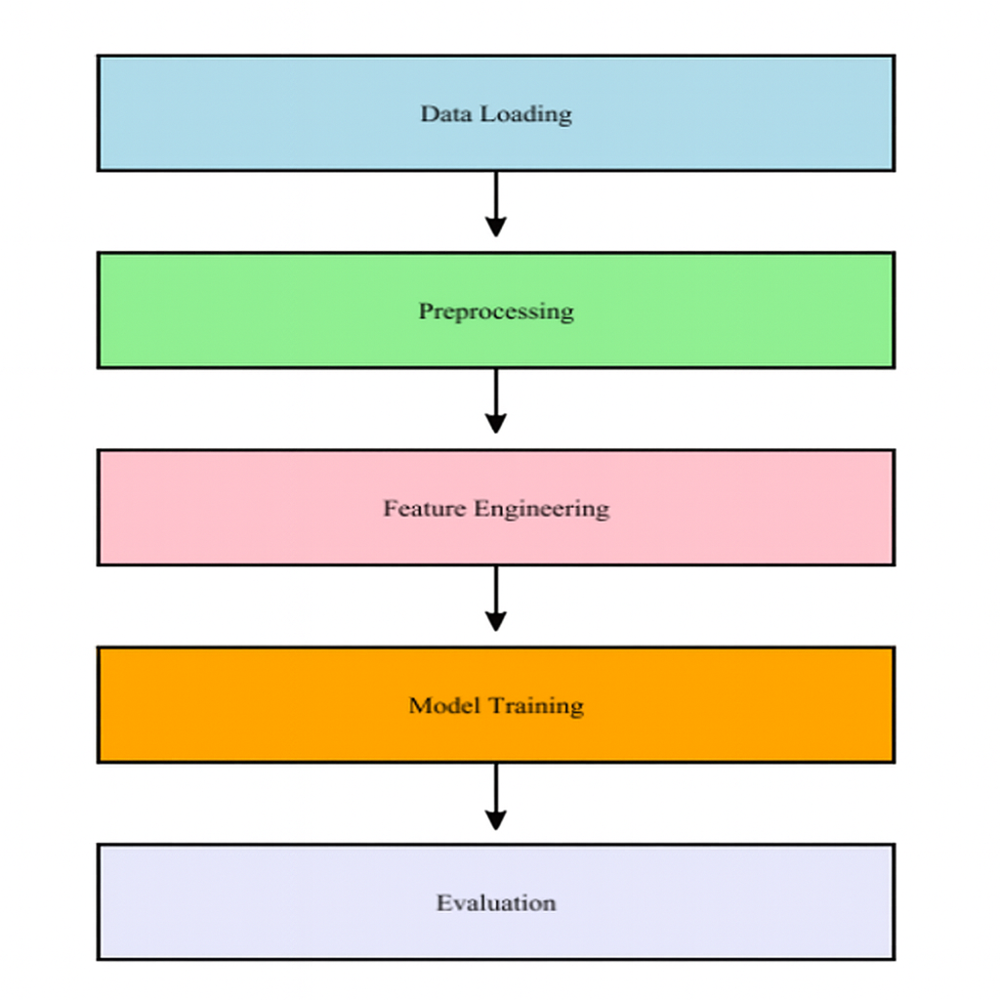 Data Loading
Preprocessing
Feature Engineering
Model Training
Evaluation